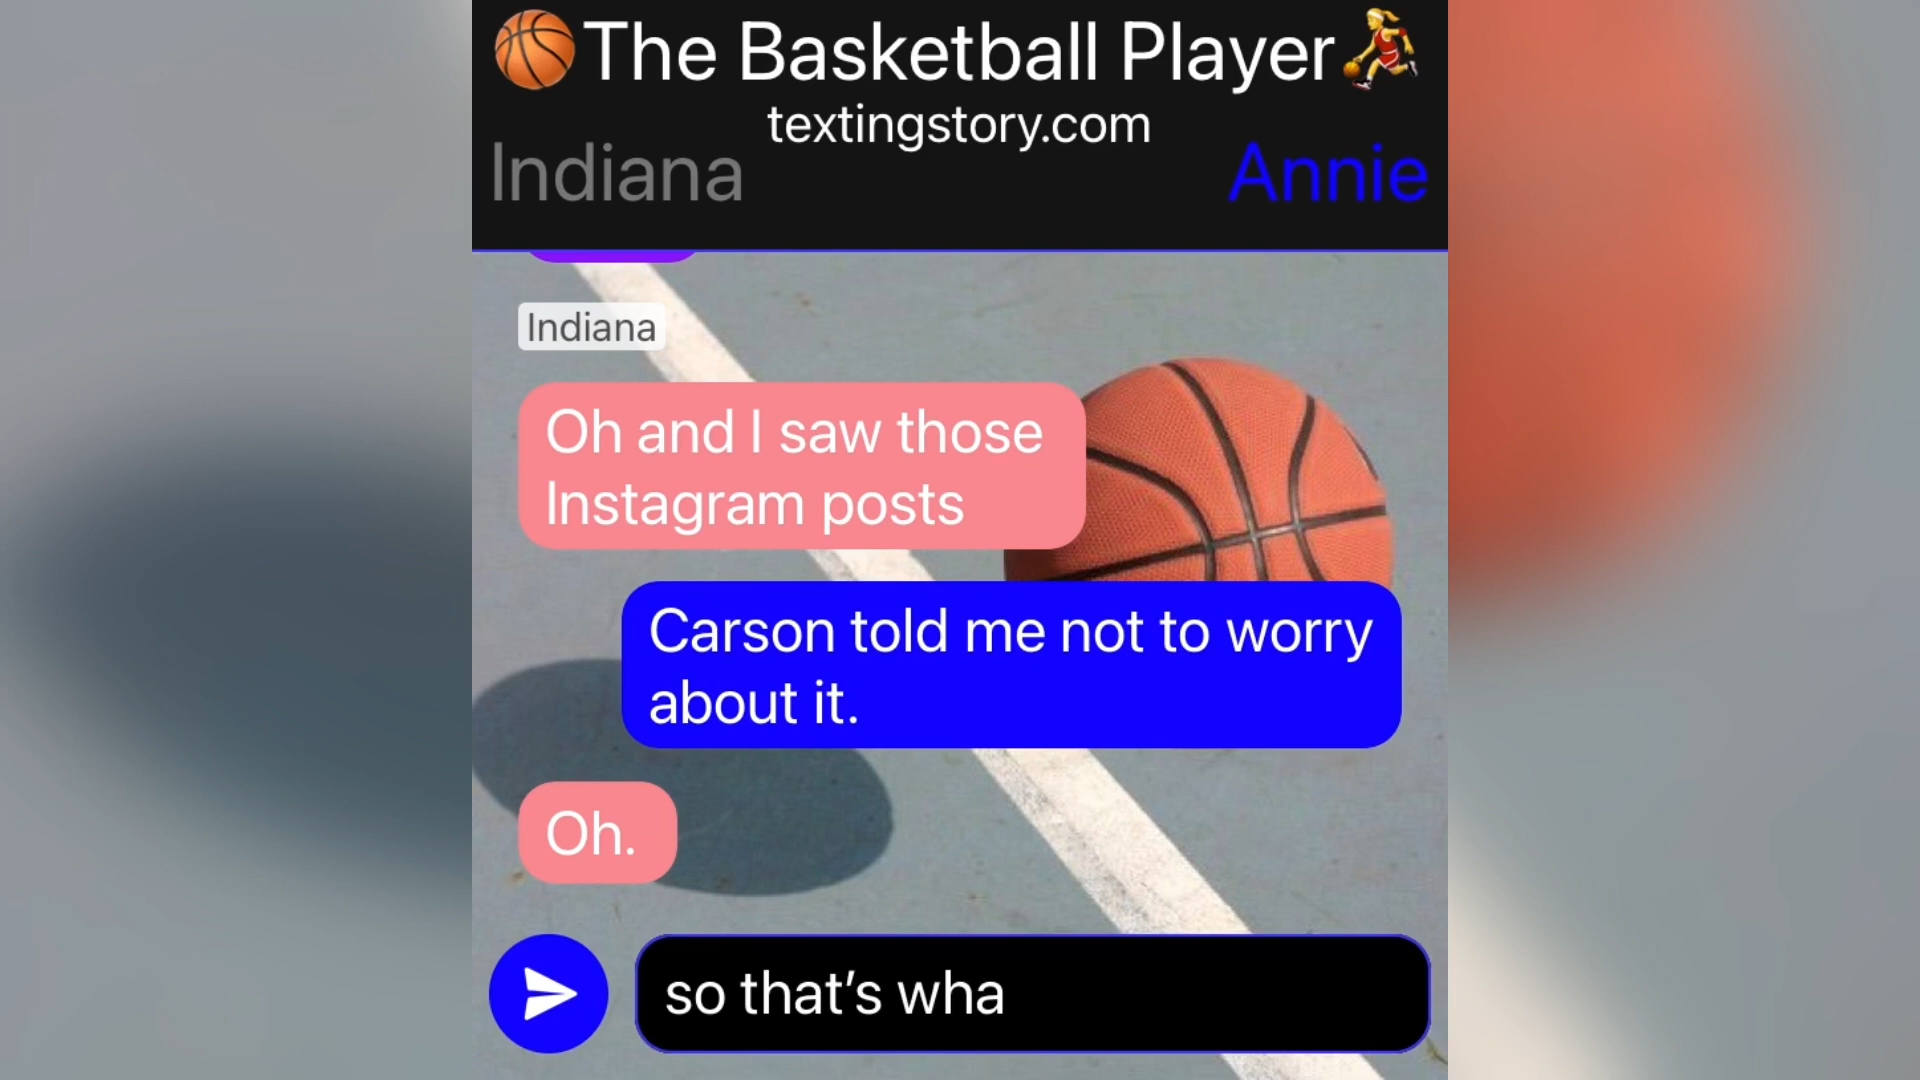 🏀The Basketball Player⛹️‍♀️
textingstory.com
Indiana
Annie
Indiana
Oh and I saw those
Instagram posts
Carson told me not to worry
about it.
Oh.
so that’s wha